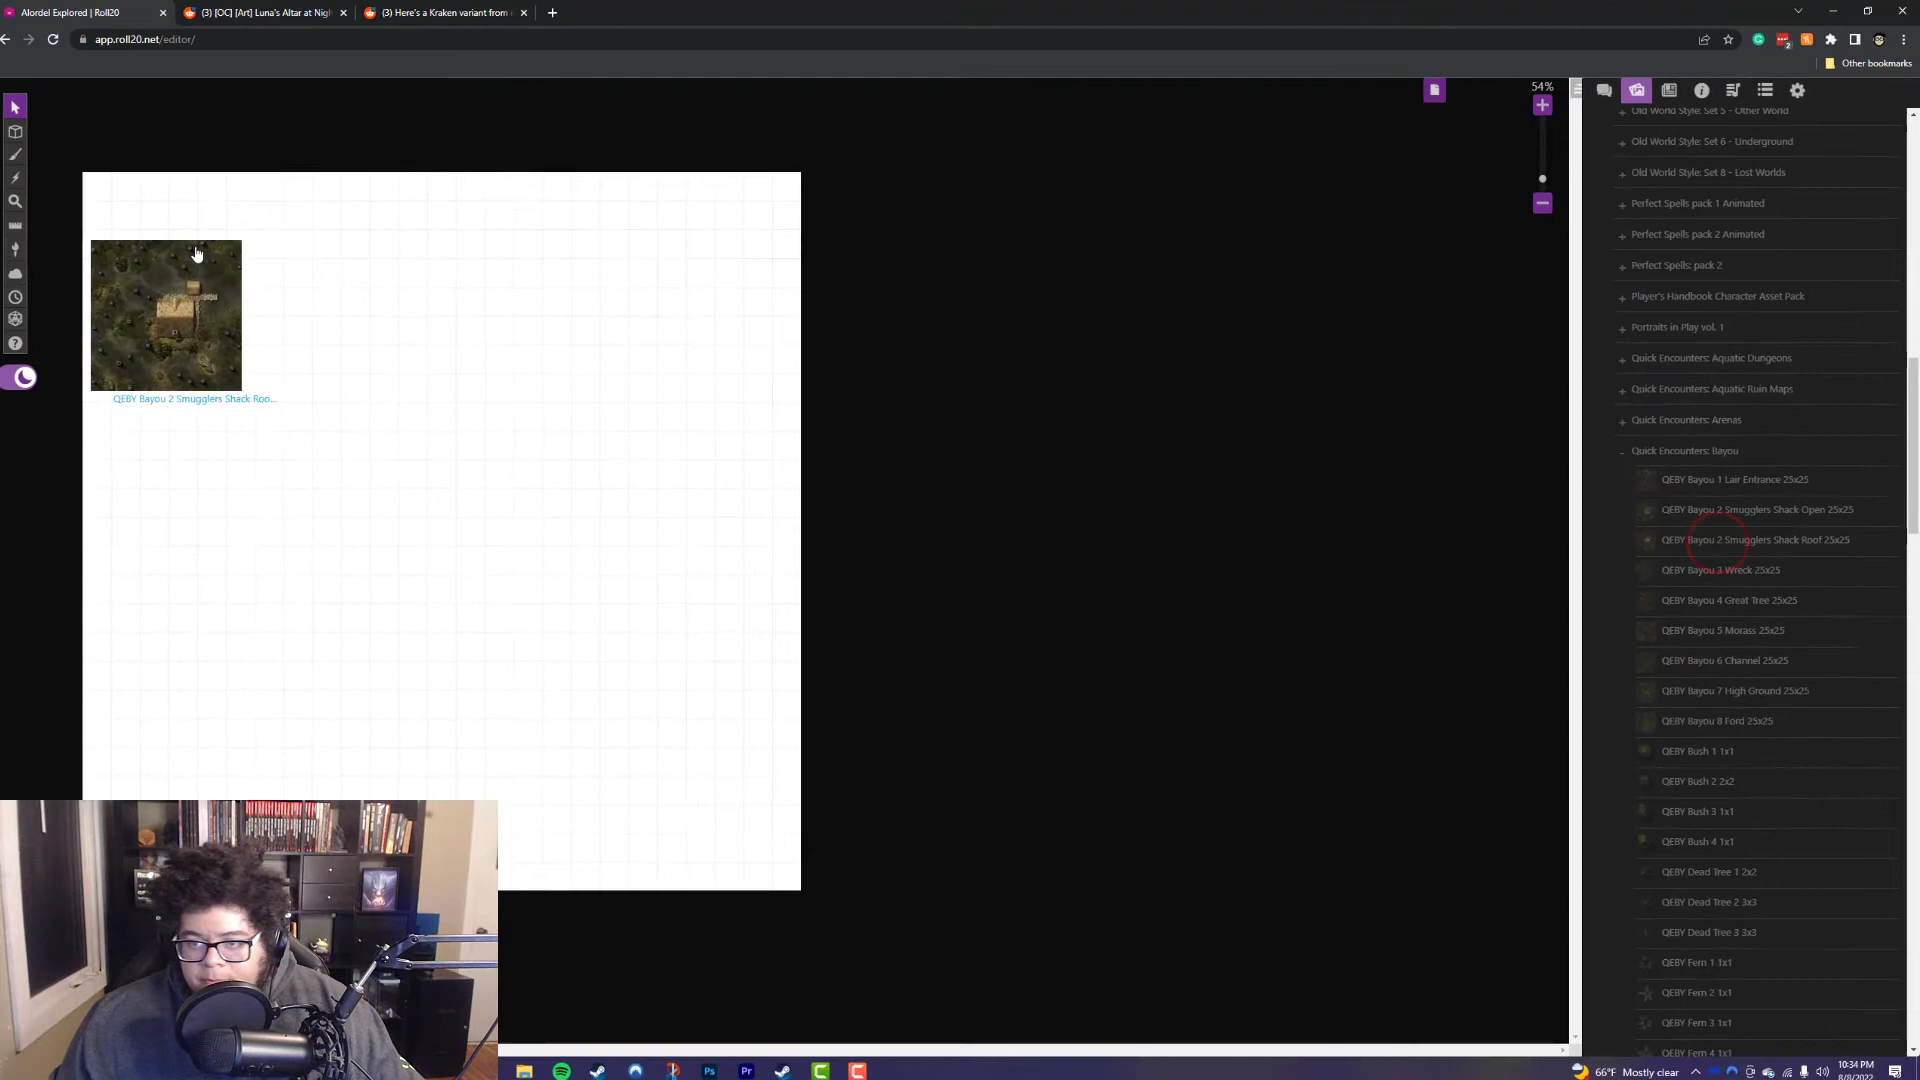 Alordel Explored | Roll20
(3) [OC] [Art] Luna's Altar at Nigh
(3) Here's a Kraken variant from
app.roll20.net/editor/
2
Other bookmarks
54%
Old World Style: Set 5 - Other World
Old World Style: Set 6 - Underground
Old World Style: Set 8 - Lost Worlds
Perfect Spells pack 1 Animated
Perfect Spells pack 2 Animated
Perfect Spells: pack 2
Player's Handbook Character Asset Pack
Portraits in Play vol. 1
Quick Encounters: Aquatic Dungeons
Quick Encounters: Aquatic Ruin Maps
Quick Encounters: Arenas
Quick Encounters: Bayou
QEBY Bayou 1 Lair Entrance 25x25
QEBY Bayou 2 Smugglers Shack Open 25x25
QEBY Bayou 2 Smugglers Shack Roof 25x25
QEBY Bayou 3 Wreck 25x25
QEBY Bayou 4 Great Tree 25x25
QEBY Bayou 5 Morass 25x25
QEBY Bayou 6 Channel 25x25
QEBY Bayou 7 High Ground 25x25
QEBY Bayou 8 Ford 25x25
QEBY Bush 1 1x1
QEBY Bush 2 2x2
QEBY Bush 3 1x1
QEBY Bush 4 1x1
QEBY Dead Tree 1 2x2
QEBY Dead Tree 2 3x3
QEBY Dead Tree 3 3x3
QEBY Fern 1 1x1
QEBY Fern 2 1x1
QEBY Fern 3 1x1
QEBY Fern 4 1x1
QEBY Bayou 2 Smugglers Shack Roo...
Ps
Pr
66°F Mostly clear
10:34 PM
8/8/2022